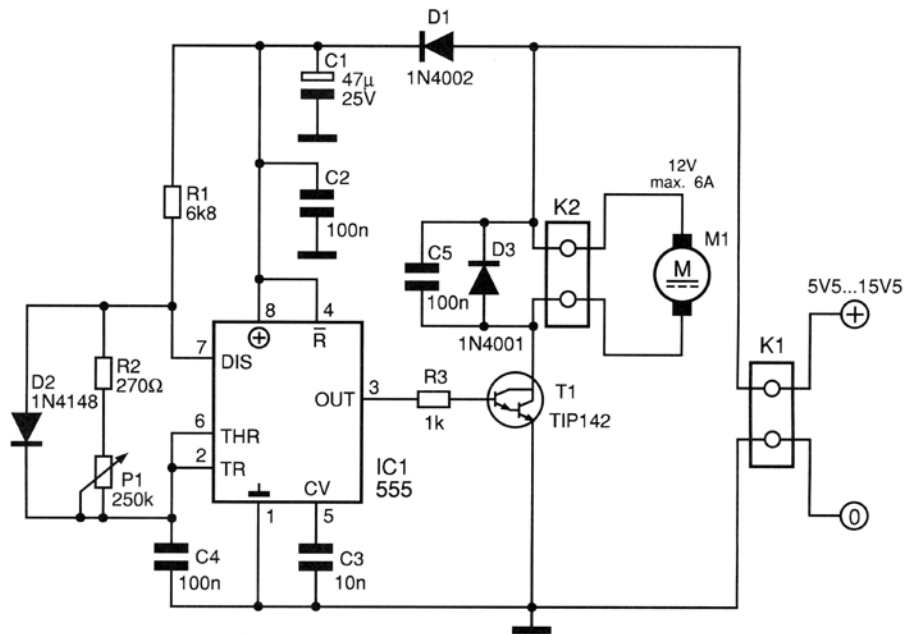 D1
1N4002
C1
47µ
25V
C2
100n
R1
6k8
12V
max. 6A
K2
M1
M
C5
100n
D3
1N4001
5V5...15V5
+
K1
8
4
+
R
7
DIS
R2
270Ω
D2
1N4148
OUT
3
R3
1k
T1
TIP142
6
THR
2
TR
P1
250k
IC1
555
CV
1
5
C4
100n
C3
10n
0